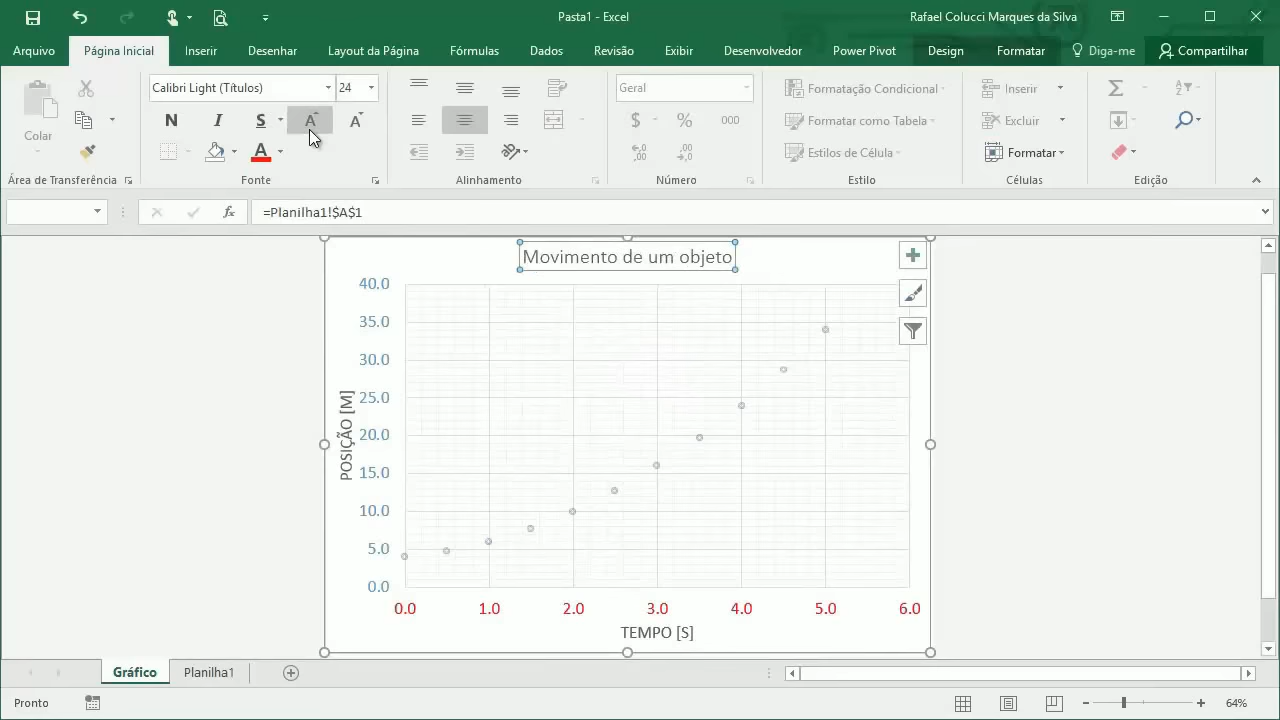 Pasta1 - Excel
Rafael Colucci Marques da Silva
Arquivo
Página Inicial
Inserir
Desenhar
Layout da Página
Fórmulas
Dados
Revisão
Exibir
Desenvolvedor
Power Pivot
Design
Formatar
Diga-me
Compartilhar
Colar
Área de Transferência
Calibri Light (Títulos)
24
N
I
S
A
A
A
Fonte
Alinhamento
Geral
$
%
000
Número
Formatação Condicional
Formatar como Tabela
Estilos de Célula
Estilo
Inserir
Excluir
Formatar
Células
Σ
Edição
fx
=Planilha1!$A$1
Movimento de um objeto
40.0
35.0
30.0
25.0
20.0
15.0
10.0
5.0
0.0
POSIÇÃO [M]
0.0 1.0 2.0 3.0 4.0 5.0 6.0
TEMPO [S]
Gráfico
Planilha1
Pronto
64%